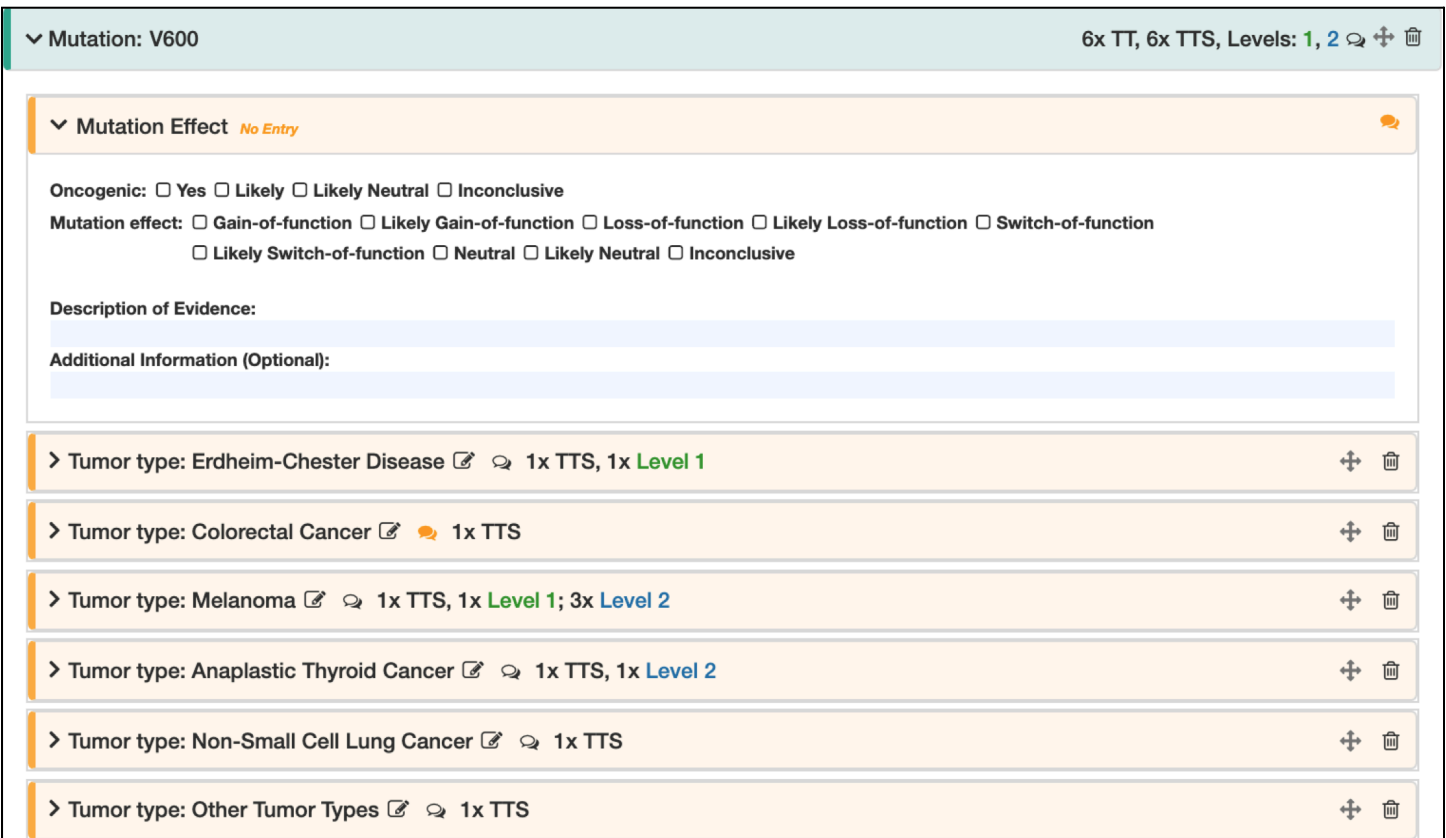 Mutation: V600 6x TT, 6x TTS, Levels: 1, 2
Mutation Effect No Entry
Oncogenic: Yes Likely Likely Neutral Inconclusive
Mutation effect: Gain-of-function Likely Gain-of-function Loss-of-function Likely Loss-of-function Switch-of-function
Likely Switch-of-function Neutral Likely Neutral Inconclusive
Description of Evidence:
Additional Information (Optional):
Tumor type: Erdheim-Chester Disease 1x TTS, 1x Level 1
Tumor type: Colorectal Cancer 1x TTS
Tumor type: Melanoma 1x TTS, 1x Level 1; 3x Level 2
Tumor type: Anaplastic Thyroid Cancer 1x TTS, 1x Level 2
Tumor type: Non-Small Cell Lung Cancer 1x TTS
Tumor type: Other Tumor Types 1x TTS